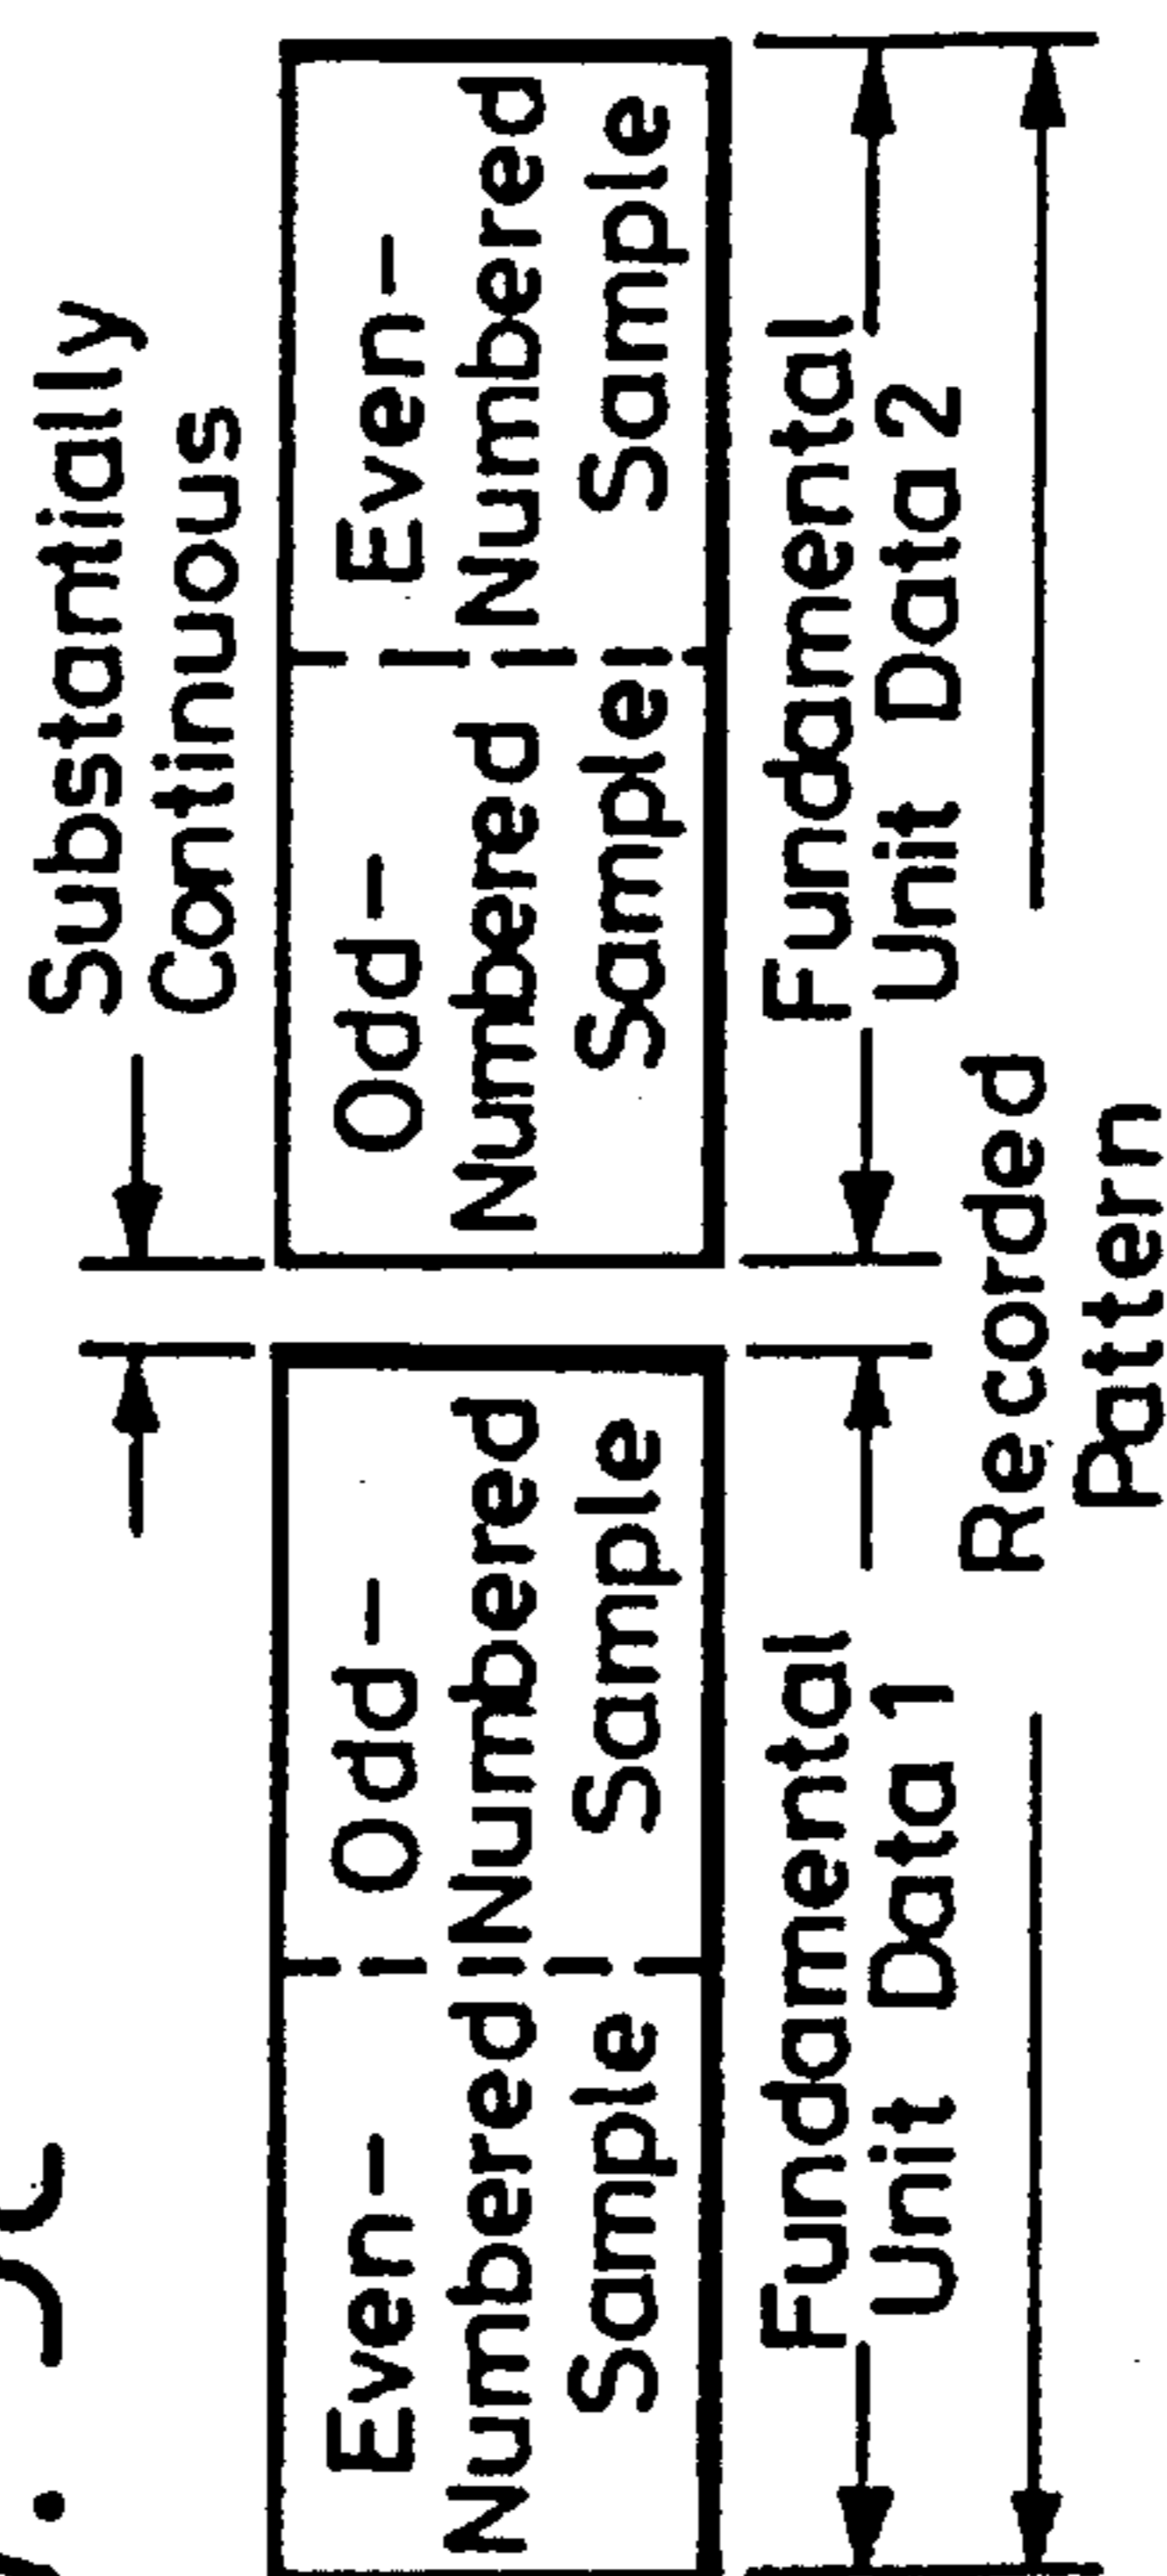 Substantially
Continuous
Even-
Numbered
Sample
Odd-
Numbered
Sample
Odd-
Numbered
Sample
Even-
Numbered
Sample
Fundamental
Unit Data 1
Fundamental
Unit Data 2
Recorded
Pattern